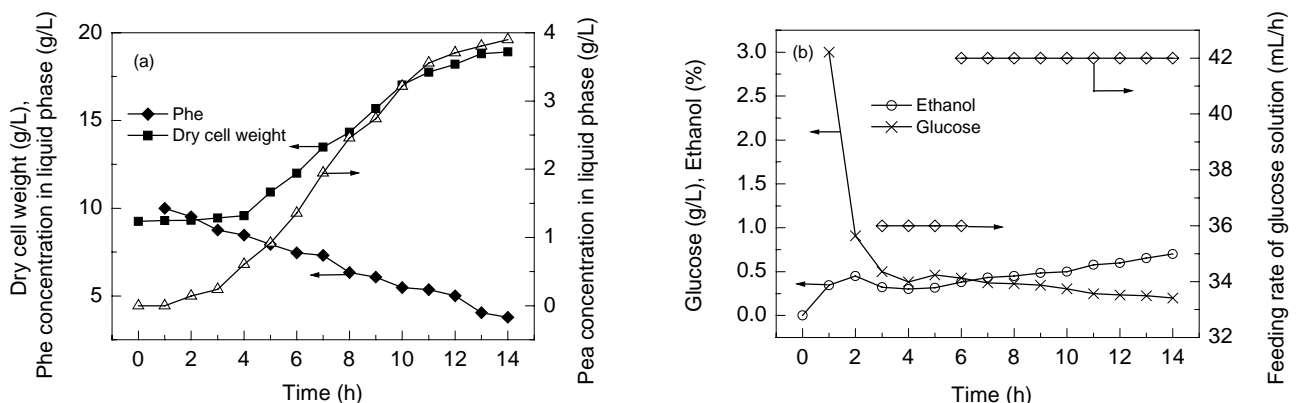 (a)
Dry cell weight (g/L),
Phe concentration in liquid phase (g/L)
20
15
10
5
Phe
Dry cell weight
4
3
2
1
0
Pea concentration in liquid phase (g/L)
0 2 4 6 8 10 12 14
Time (h)
(b)
Glucose (g/L), Ethanol (%)
3.0
2.5
2.0
1.5
1.0
0.5
0.0
Ethanol
Glucose
42
40
38
36
34
32
Feeding rate of glucose solution (mL/h)
0 2 4 6 8 10 12 14
Time (h)